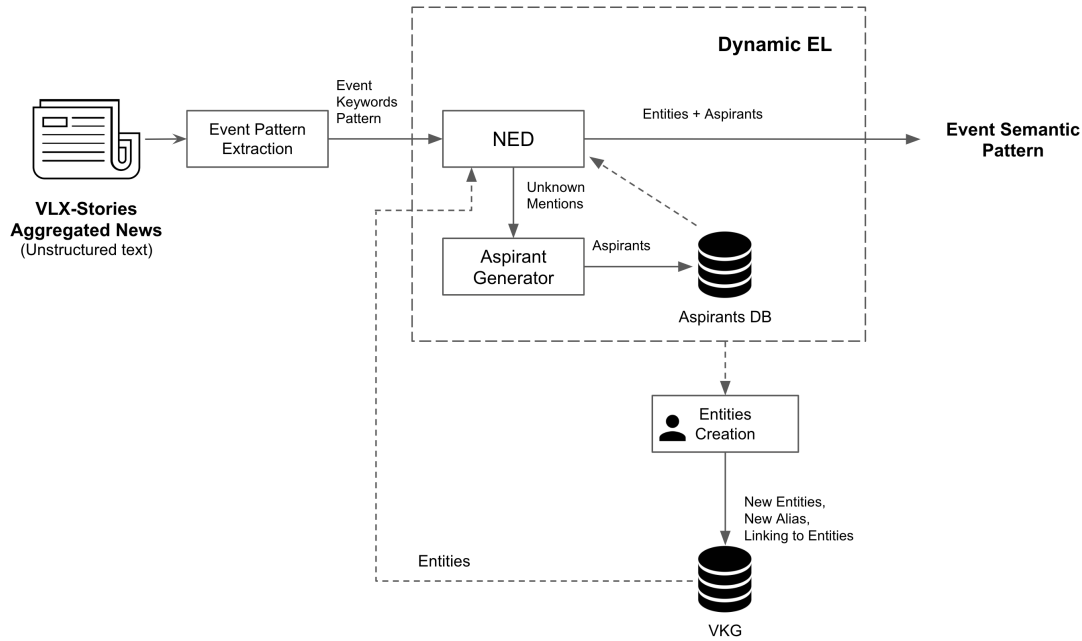 Dynamic EL
Event
Keywords
Pattern
Event Pattern
Extraction
NED
Entities + Aspirants
Event Semantic
Pattern
VLX-Stories
Aggregated News
(Unstructured text)
Unknown
Mentions
Aspirant
Generator
Aspirants
Aspirants DB
Entities
Creation
New Entities,
New Alias,
Linking to Entities
Entities
VKG